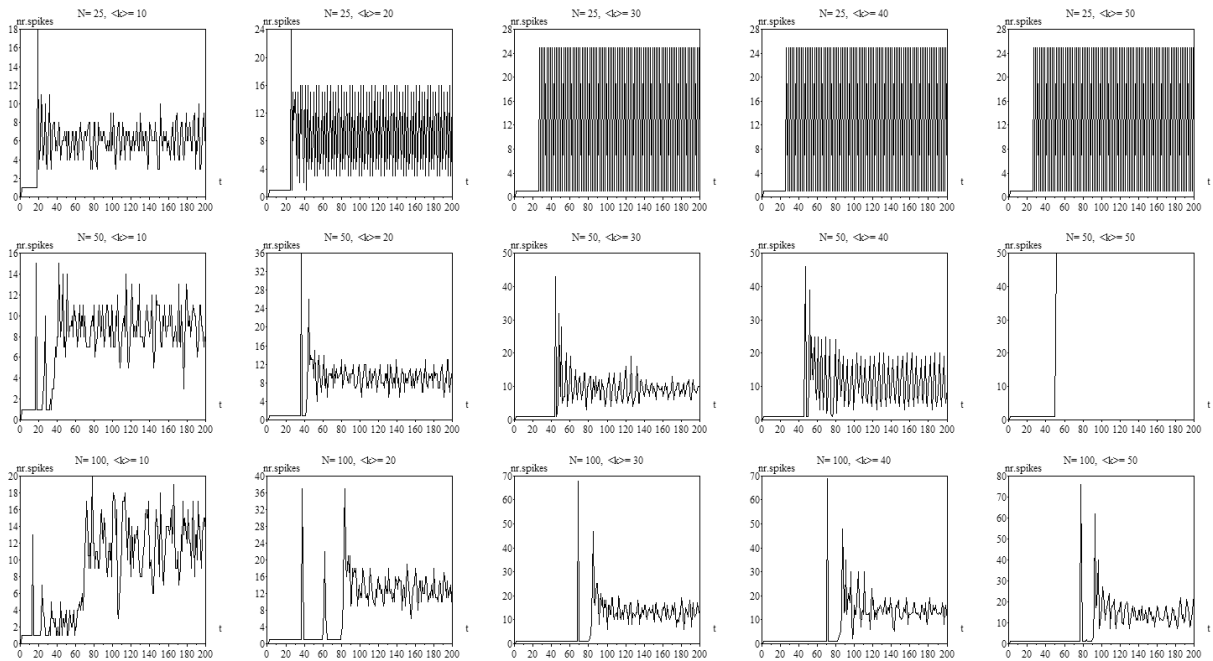 N= 25, <k>= 10
N= 25, <k>= 20
N= 25, <k>= 30
N= 25, <k>= 40
N= 25, <k>= 50
nr.spikes
nr.spikes
nr.spikes
nr.spikes
nr.spikes
18 16 14 12 10 8 6 4 2 0
24 20 16 12 8 4 0
28 24 20 16 12 8 4 0
28 24 20 16 12 8 4 0
28 24 20 16 12 8 4 0
t
t
t
t
t
0 20 40 60 80 100 120 140 160 180 200
0 20 40 60 80 100 120 140 160 180 200
0 20 40 60 80 100 120 140 160 180 200
0 20 40 60 80 100 120 140 160 180 200
0 20 40 60 80 100 120 140 160 180 200
N= 50, <k>= 10
N= 50, <k>= 20
N= 50, <k>= 30
N= 50, <k>= 40
N= 50, <k>= 50
nr.spikes
nr.spikes
nr.spikes
nr.spikes
nr.spikes
16 14 12 10 8 6 4 2 0
36 32 28 24 20 16 12 8 4 0
50 40 30 20 10 0
50 40 30 20 10 0
50 40 30 20 10 0
t
t
t
t
t
0 20 40 60 80 100 120 140 160 180 200
0 20 40 60 80 100 120 140 160 180 200
0 20 40 60 80 100 120 140 160 180 200
0 20 40 60 80 100 120 140 160 180 200
0 20 40 60 80 100 120 140 160 180 200
N= 100, <k>= 10
N= 100, <k>= 20
N= 100, <k>= 30
N= 100, <k>= 40
N= 100, <k>= 50
nr.spikes
nr.spikes
nr.spikes
nr.spikes
nr.spikes
20 18 16 14 12 10 8 6 4 2 0
40 36 32 28 24 20 16 12 8 4 0
70 60 50 40 30 20 10 0
70 60 50 40 30 20 10 0
80 70 60 50 40 30 20 10 0
t
t
t
t
t
0 20 40 60 80 100 120 140 160 180 200
0 20 40 60 80 100 120 140 160 180 200
0 20 40 60 80 100 120 140 160 180 200
0 20 40 60 80 100 120 140 160 180 200
0 20 40 60 80 100 120 140 160 180 200